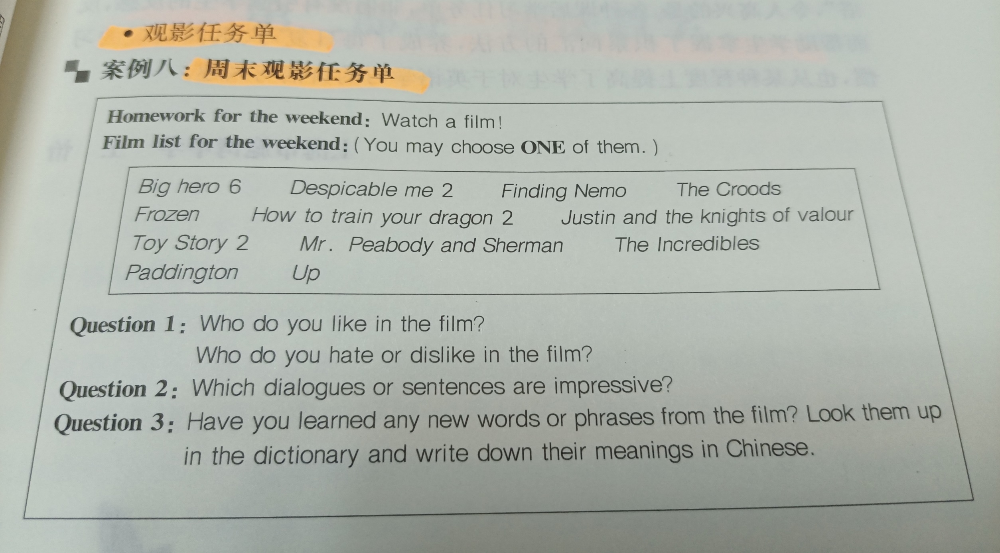 • 观影任务单
案例八：周末观影任务单
Homework for the weekend: Watch a film!
Film list for the weekend: (You may choose ONE of them. )
Big hero 6 Despicable me 2 Finding Nemo The Croods
Frozen How to train your dragon 2 Justin and the knights of valour
Toy Story 2 Mr. Peabody and Sherman The Incredibles
Paddington Up
Question 1: Who do you like in the film?
Who do you hate or dislike in the film?
Question 2: Which dialogues or sentences are impressive?
Question 3: Have you learned any new words or phrases from the film? Look them up
in the dictionary and write down their meanings in Chinese.